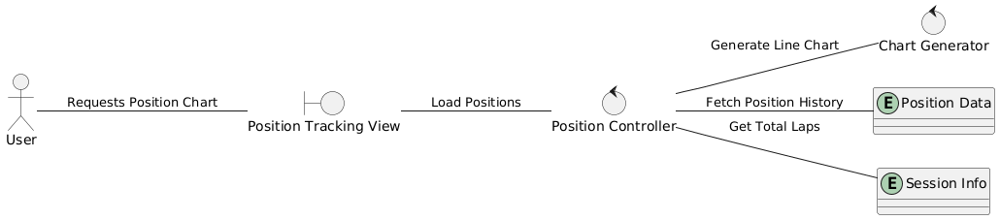 User
Requests Position Chart
Position Tracking View
Load Positions
Position Controller
Generate Line Chart
Chart Generator
Fetch Position History
E Position Data
Get Total Laps
E Session Info